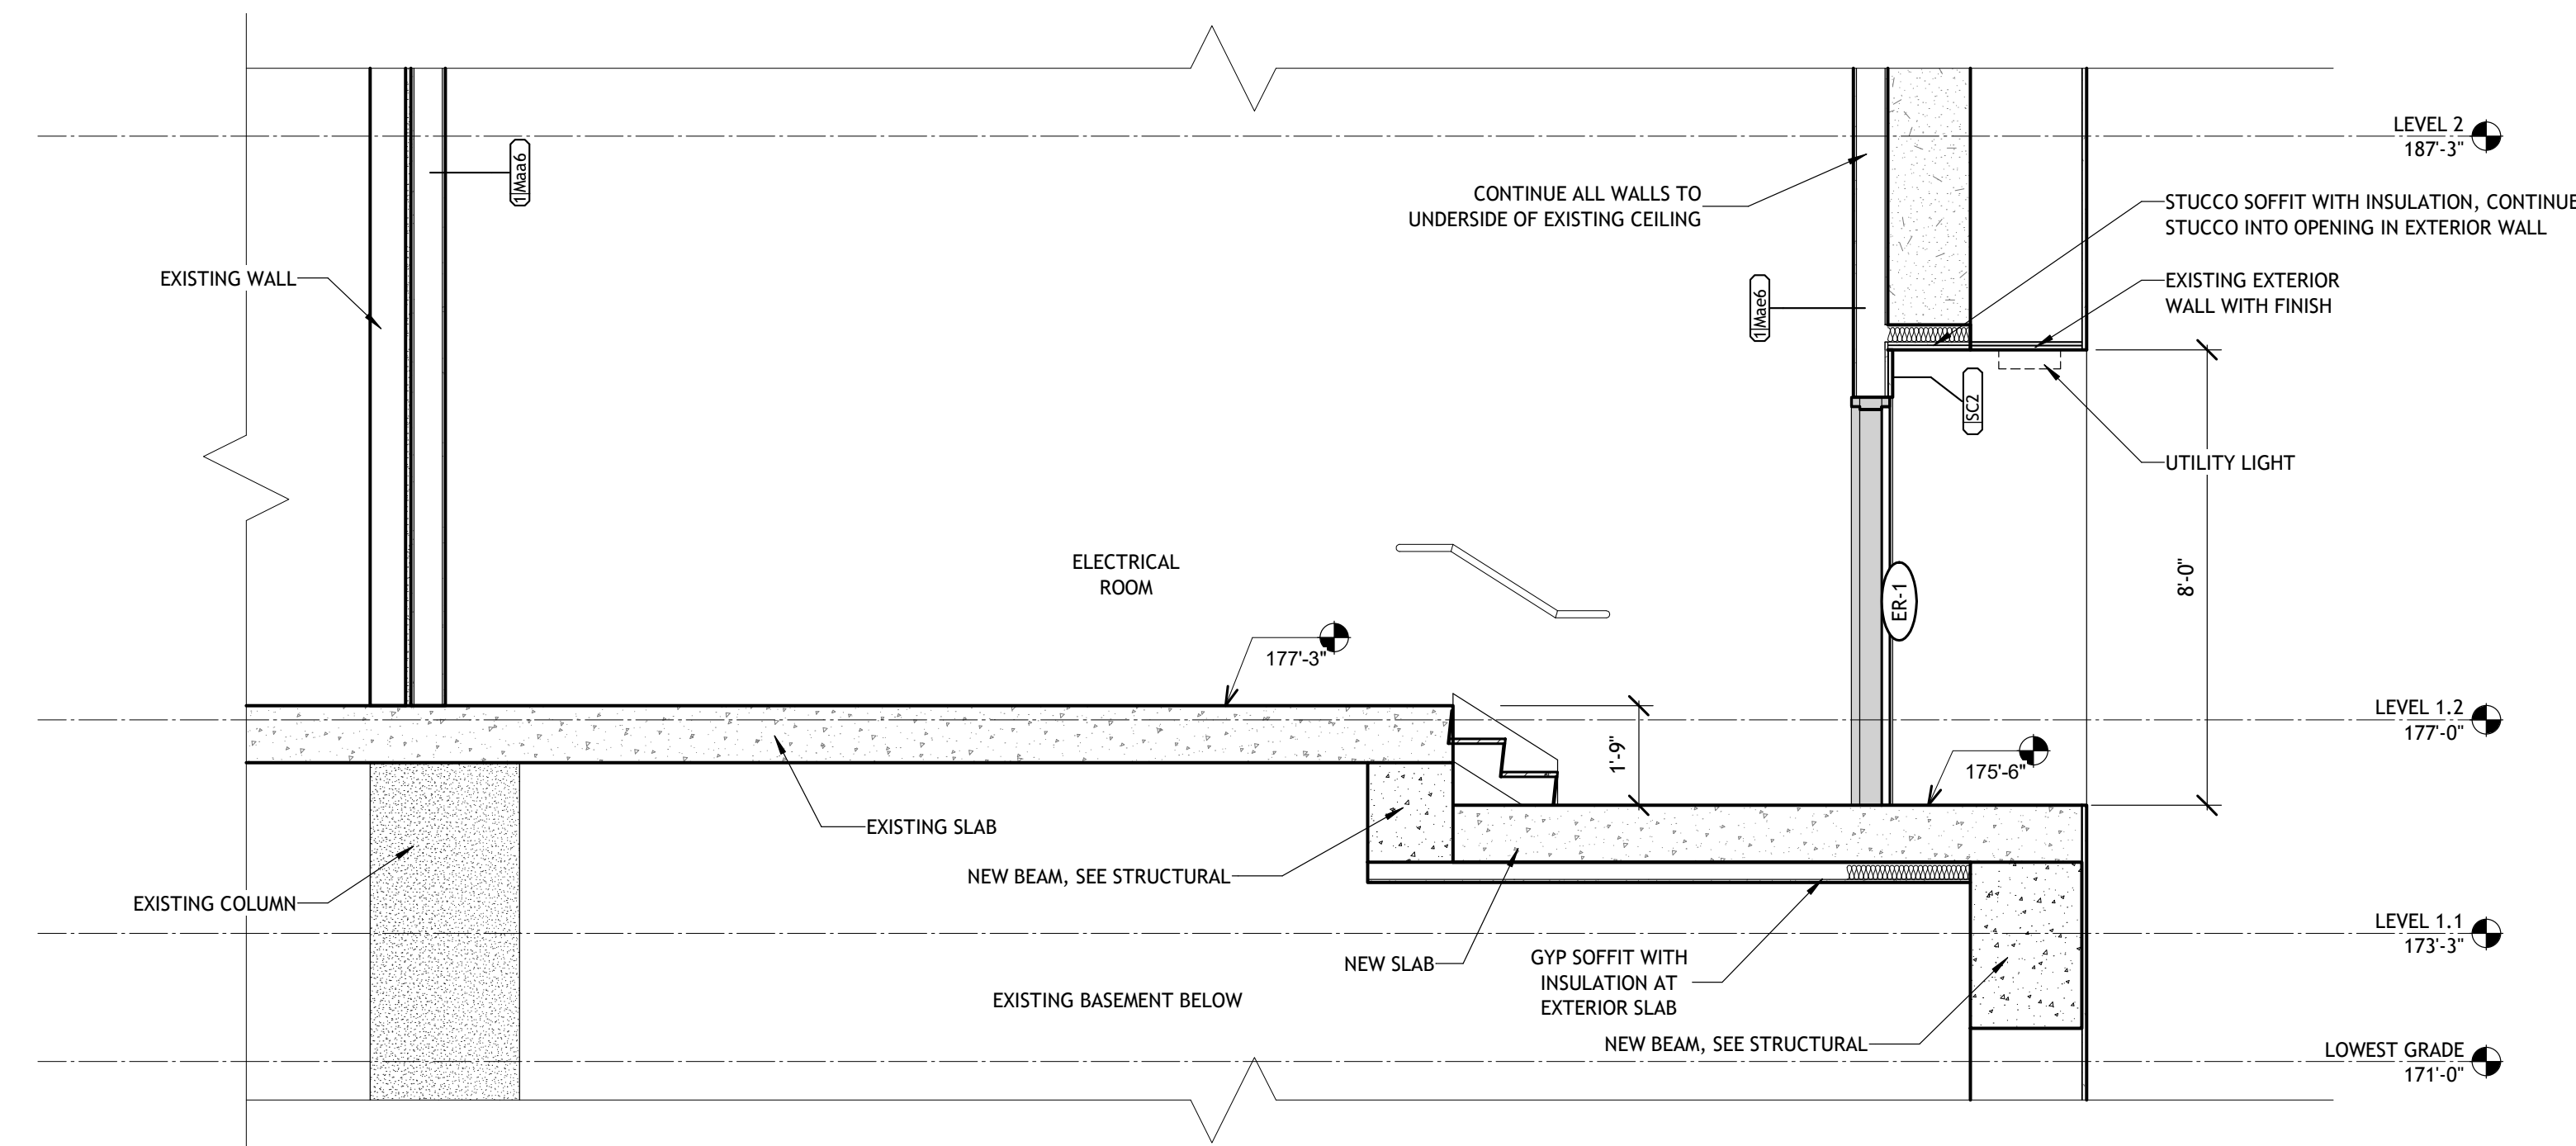 LEVEL 2
187'-3"
1 Maa6
CONTINUE ALL WALLS TO
UNDERSIDE OF EXISTING CEILING
STUCCO SOFFIT WITH INSULATION, CONTINUE
STUCCO INTO OPENING IN EXTERIOR WALL
EXISTING WALL
1 Mae6
EXISTING EXTERIOR
WALL WITH FINISH
SC2
UTILITY LIGHT
ELECTRICAL
ROOM
ER-1
8'-0"
177'-3"
LEVEL 1.2
177'-0"
1'-9"
175'-6"
EXISTING SLAB
NEW BEAM, SEE STRUCTURAL
EXISTING COLUMN
LEVEL 1.1
173'-3"
NEW SLAB
GYP SOFFIT WITH
INSULATION AT
EXTERIOR SLAB
EXISTING BASEMENT BELOW
NEW BEAM, SEE STRUCTURAL
LOWEST GRADE
171'-0"